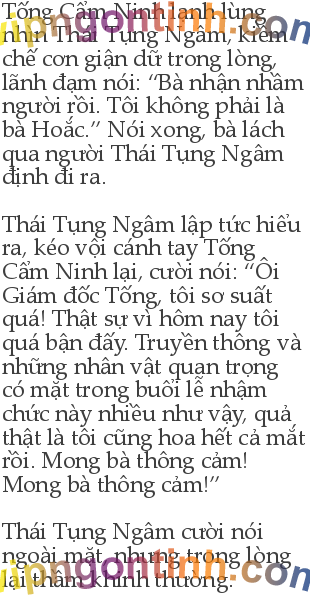 Tống Cẩm Ninh lạnh lùng
nhìn Thái Tụng Ngâm, kiềm
chế cơn giận dữ trong lòng,
lãnh đạm nói: “Bà nhận nhầm
người rồi. Tôi không phải là
bà Hoắc.” Nói xong, bà lách
qua người Thái Tụng Ngâm
định đi ra.
Thái Tụng Ngâm lập tức hiểu
ra, kéo vội cánh tay Tống
Cẩm Ninh lại, cười nói: “Ôi
Giám đốc Tống, tôi sơ suất
quá! Thật sự vì hôm nay tôi
quá bận đấy. Truyền thông và
những nhân vật quan trọng
có mặt trong buổi lễ nhậm
chức này nhiều như vậy, quả
thật là tôi cũng hoa hết cả mắt
rồi. Mong bà thông cảm!
Mong bà thông cảm!”
Thái Tụng Ngâm cười nói
ngoài mặt, nhưng trong lòng
lại thầm khinh thường.